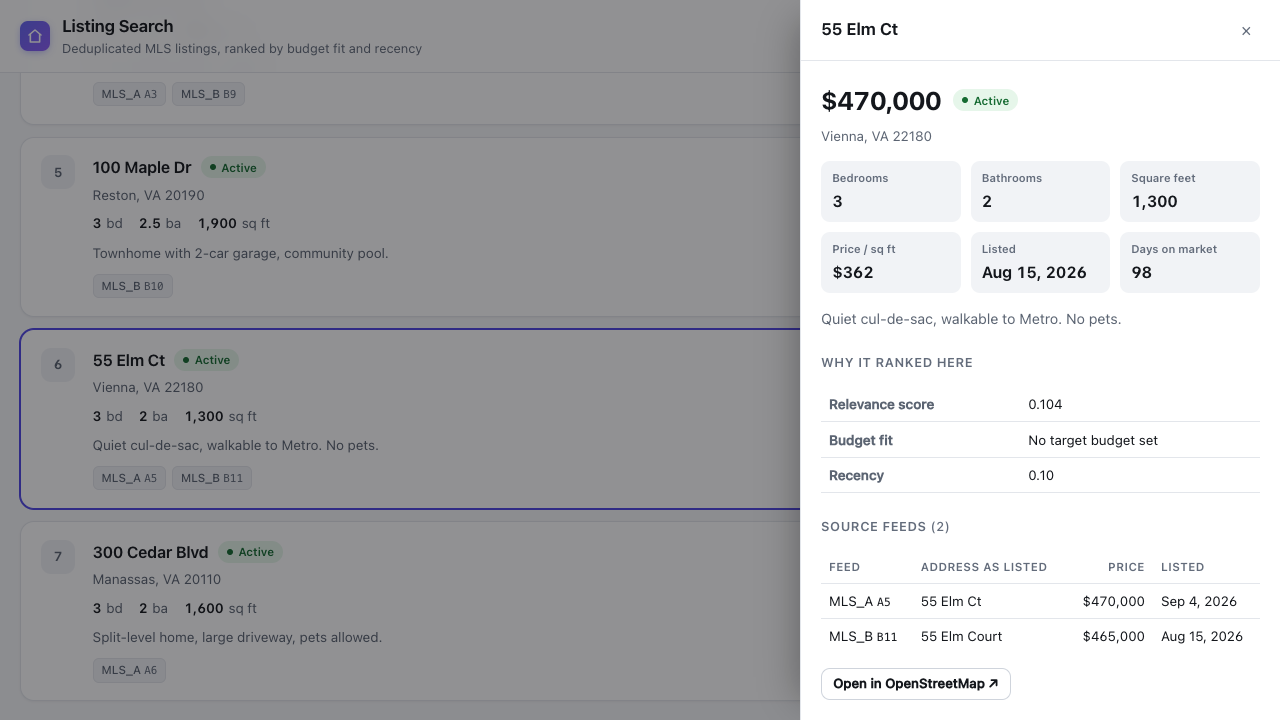 Listing Search
Deduplicated MLS listings, ranked by budget fit and recency
MLS_A A3 MLS_B B9
5 100 Maple Dr Active
Reston, VA 20190
3 bd 2.5 ba 1,900 sq ft
Townhome with 2-car garage, community pool.
MLS_B B10
6 55 Elm Ct Active
Vienna, VA 22180
3 bd 2 ba 1,300 sq ft
Quiet cul-de-sac, walkable to Metro. No pets.
MLS_A A5 MLS_B B11
7 300 Cedar Blvd Active
Manassas, VA 20110
3 bd 2 ba 1,600 sq ft
Split-level home, large driveway, pets allowed.
MLS_A A6
55 Elm Ct ×
$470,000 Active
Vienna, VA 22180
Bedrooms Bathrooms Square feet
3 2 1,300
Price / sq ft Listed Days on market
$362 Aug 15, 2026 98
Quiet cul-de-sac, walkable to Metro. No pets.
WHY IT RANKED HERE
Relevance score 0.104
Budget fit No target budget set
Recency 0.10
SOURCE FEEDS (2)
FEED ADDRESS AS LISTED PRICE LISTED
MLS_A A5 55 Elm Ct $470,000 Sep 4, 2026
MLS_B B11 55 Elm Court $465,000 Aug 15, 2026
Open in OpenStreetMap ↗